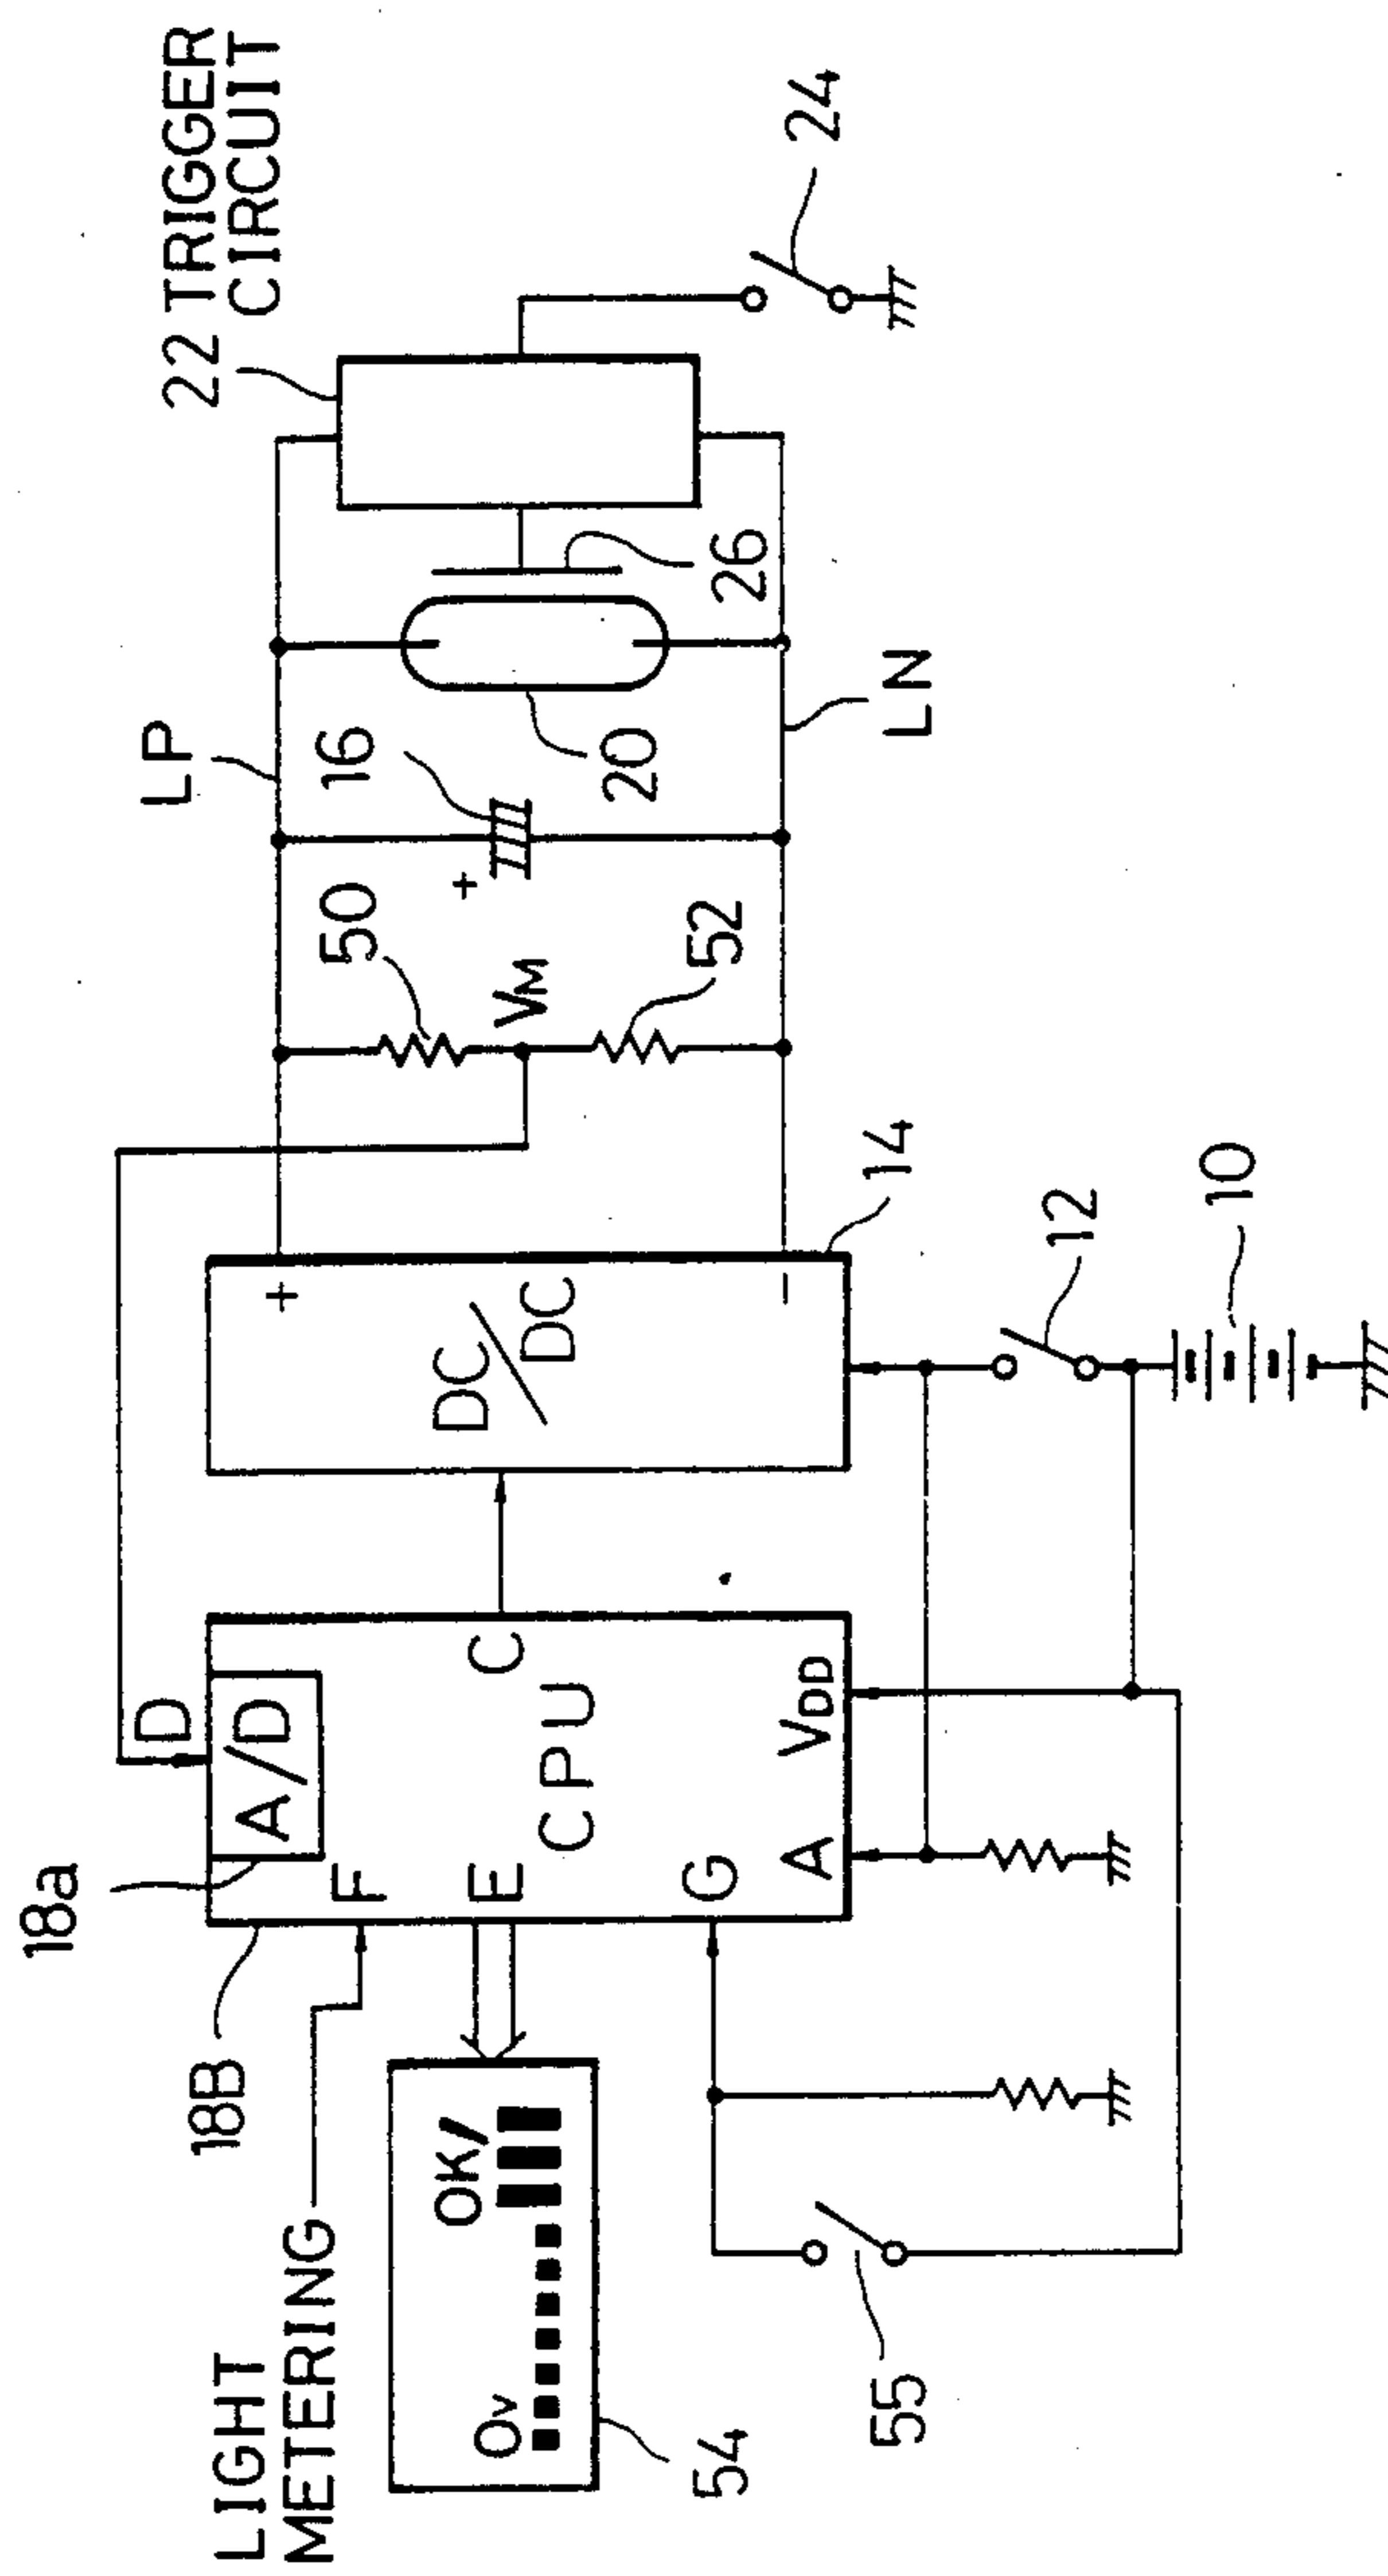 18a
18B
LIGHT
METERING
D
A/D
F
E
G
A
C
CPU
VDD
Ov
OK!
54
55
DC/DC
+
-
14
12
10
50
VM
52
LP
16
+
20
LN
26
22 TRIGGER
CIRCUIT
24